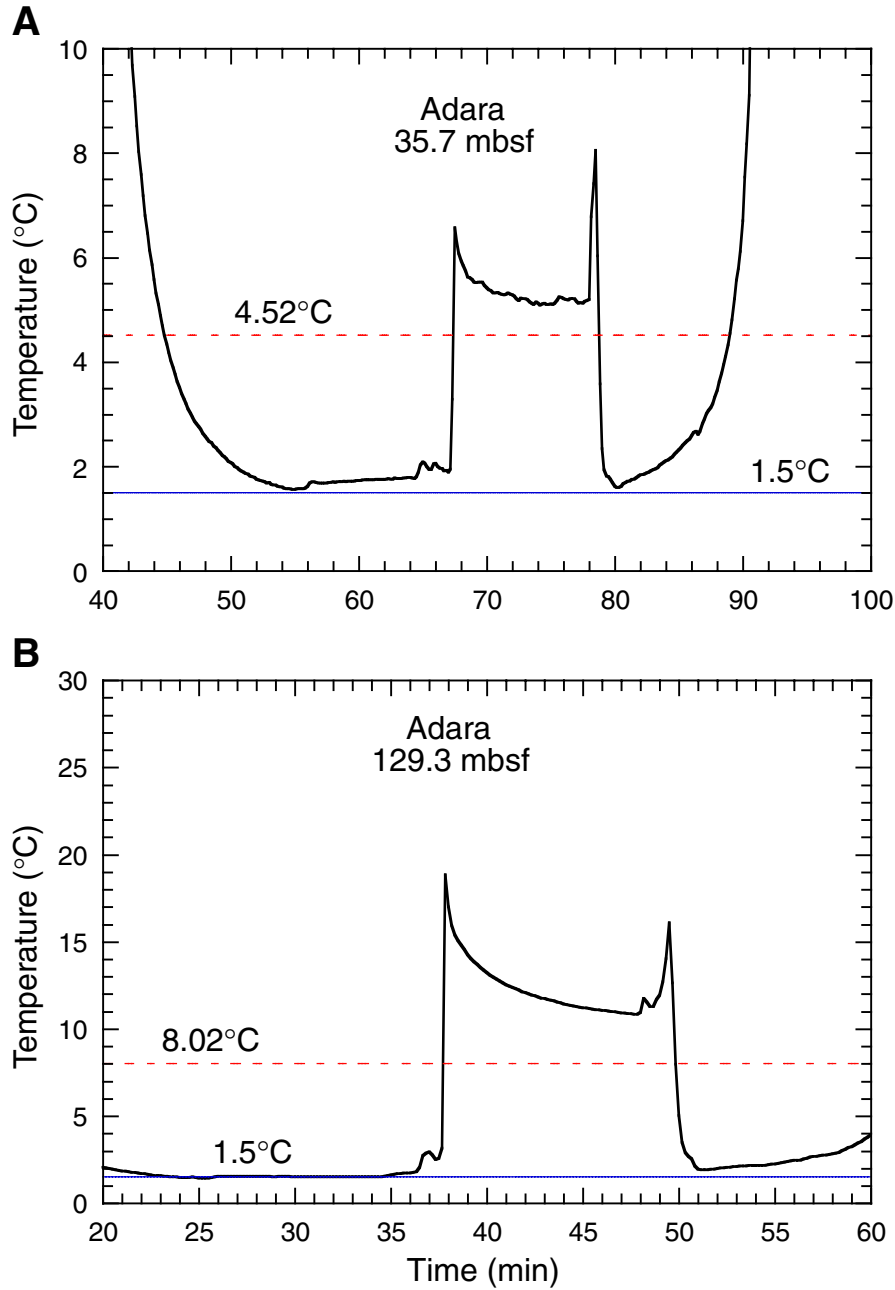 A
Adara
35.7 mbsf
Temperature (°C)
10
8
6
4
2
0
4.52°C
1.5°C
40 50 60 70 80 90 100
B
Adara
129.3 mbsf
Temperature (°C)
30
25
20
15
10
5
0
8.02°C
1.5°C
20 25 30 35 40 45 50 55 60
Time (min)